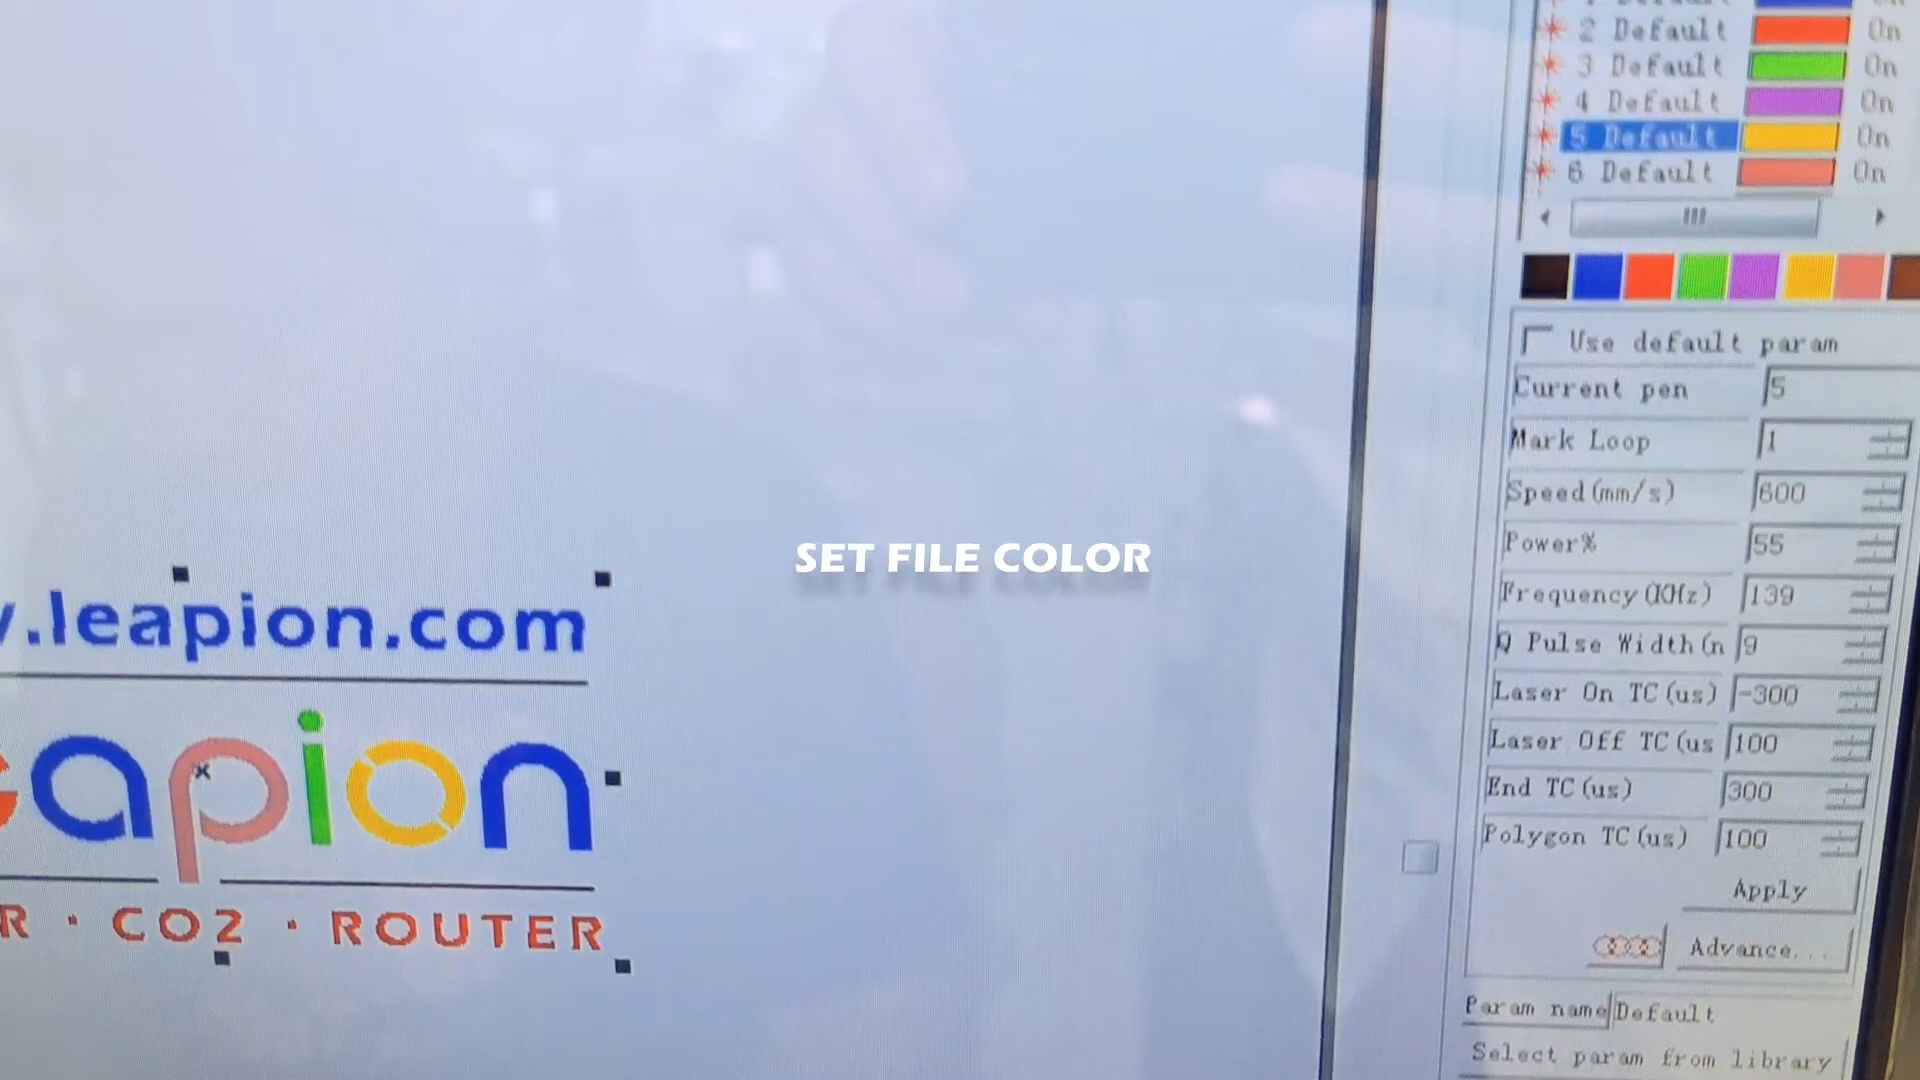 2 Default On
3 Default On
4 Default On
5 Default On
6 Default On
Use default param
Current pen 5
Mark Loop 1
Speed(mm/s) 600
Power% 55
Frequency(KHz) 139
Q Pulse Width(n 9
Laser On TC(us) -300
Laser Off TC(us 100
End TC(us) 300
Polygon TC(us) 100
Apply
Advance...
Param name Default
Select param from library
SET FILE COLOR
.leapion.com
eapion
R · CO2 · ROUTER